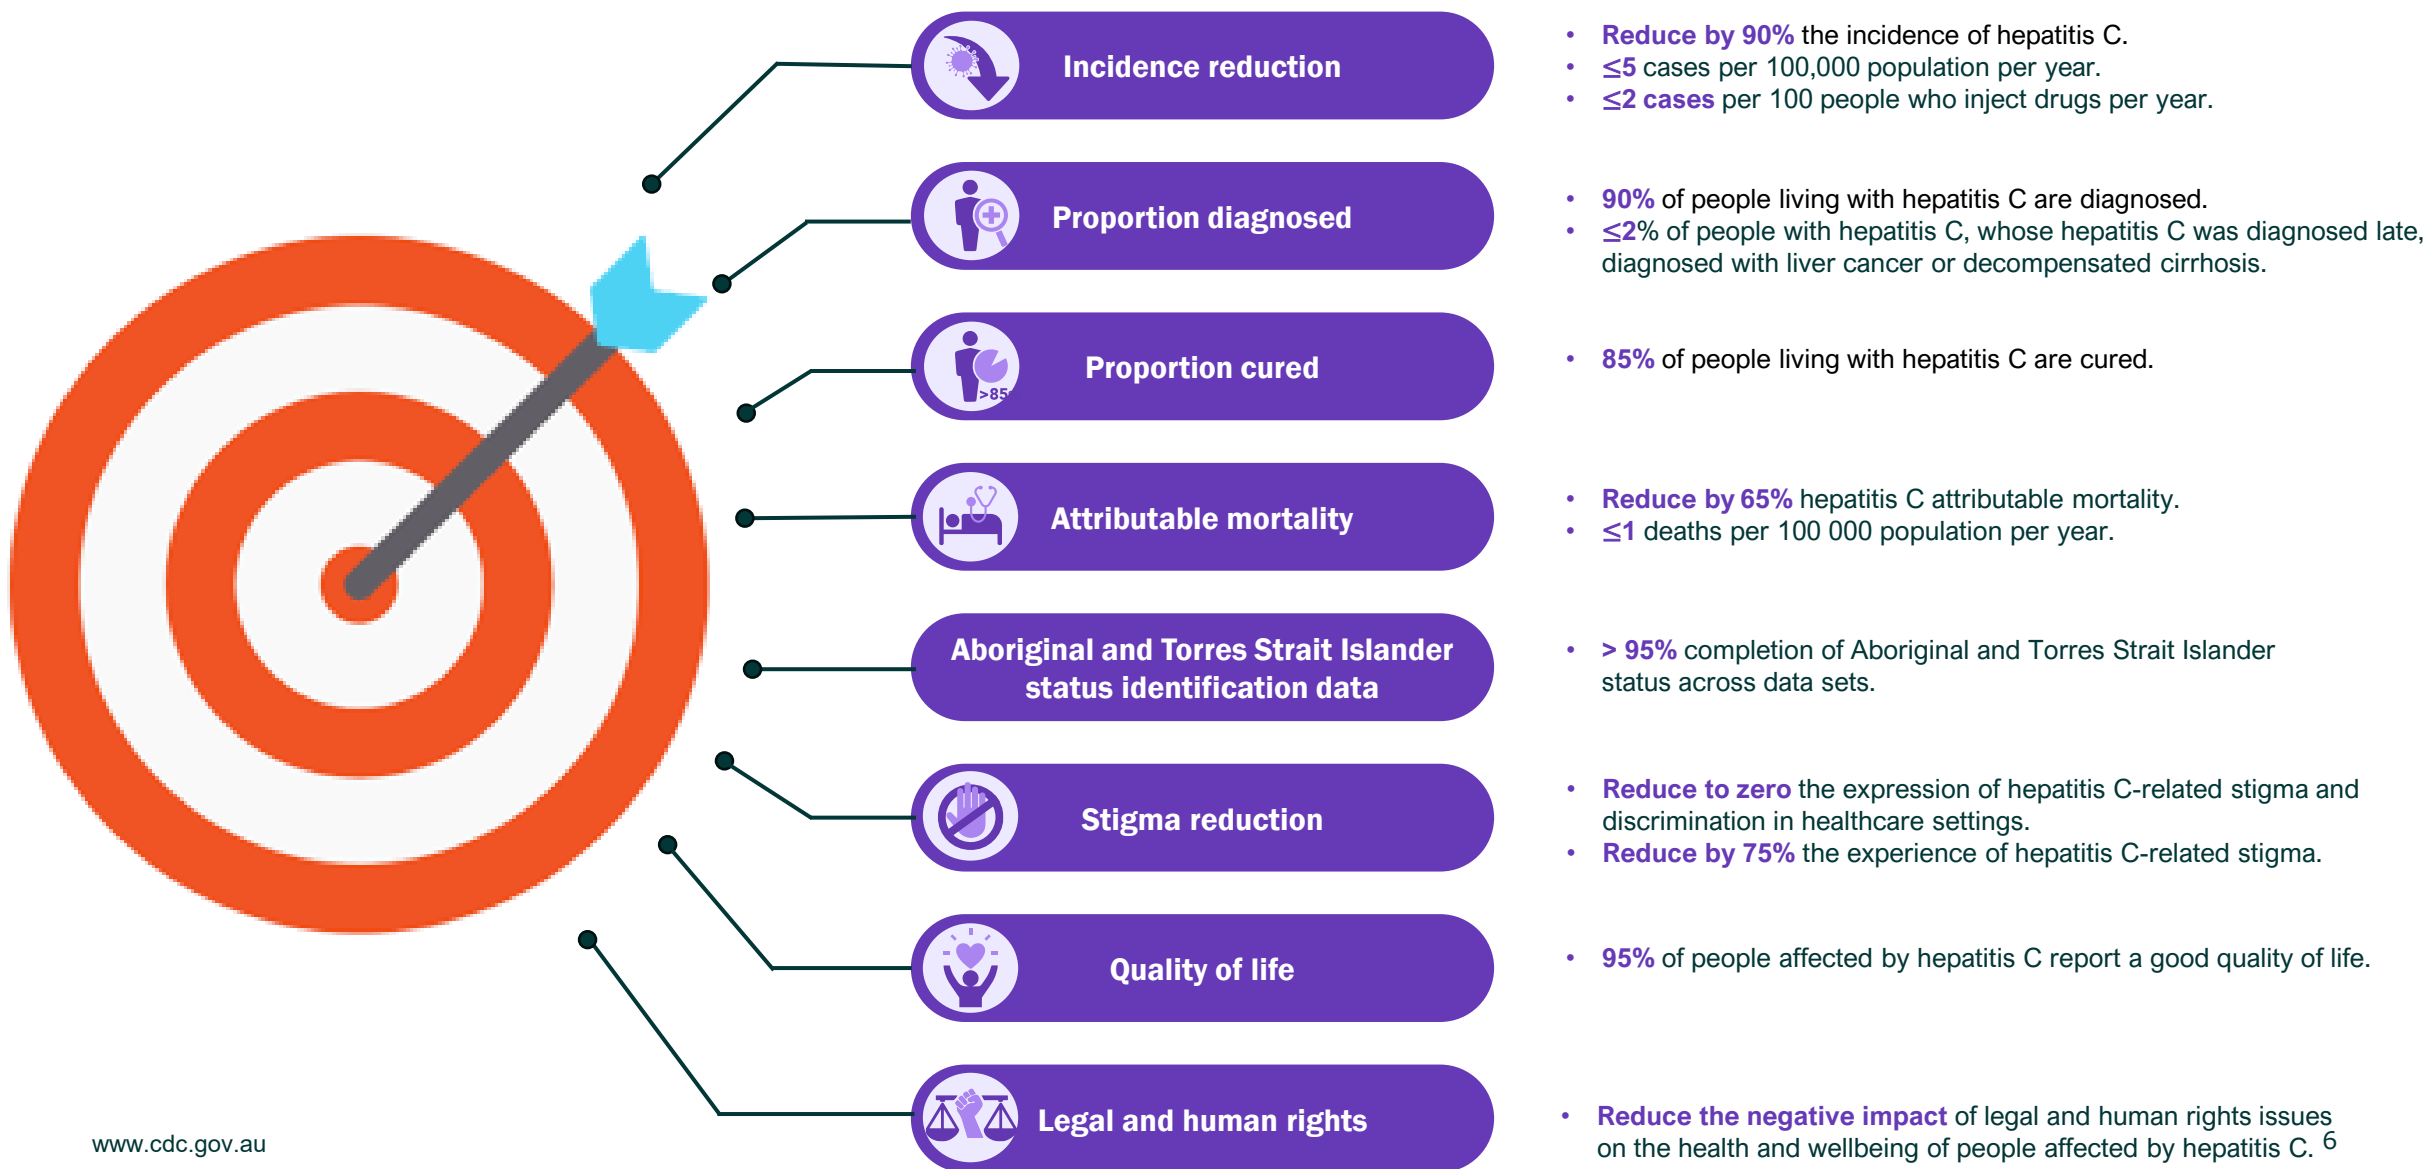 Incidence reduction
• Reduce by 90% the incidence of hepatitis C.
• ≤5 cases per 100,000 population per year.
• ≤2 cases per 100 people who inject drugs per year.
Proportion diagnosed
• 90% of people living with hepatitis C are diagnosed.
• ≤2% of people with hepatitis C, whose hepatitis C was diagnosed late,
diagnosed with liver cancer or decompensated cirrhosis.
>85
Proportion cured
• 85% of people living with hepatitis C are cured.
Attributable mortality
• Reduce by 65% hepatitis C attributable mortality.
• ≤1 deaths per 100 000 population per year.
Aboriginal and Torres Strait Islander
status identification data
• > 95% completion of Aboriginal and Torres Strait Islander
status across data sets.
Stigma reduction
• Reduce to zero the expression of hepatitis C-related stigma and
discrimination in healthcare settings.
• Reduce by 75% the experience of hepatitis C-related stigma.
Quality of life
• 95% of people affected by hepatitis C report a good quality of life.
Legal and human rights
• Reduce the negative impact of legal and human rights issues
on the health and wellbeing of people affected by hepatitis C.
www.cdc.gov.au
6